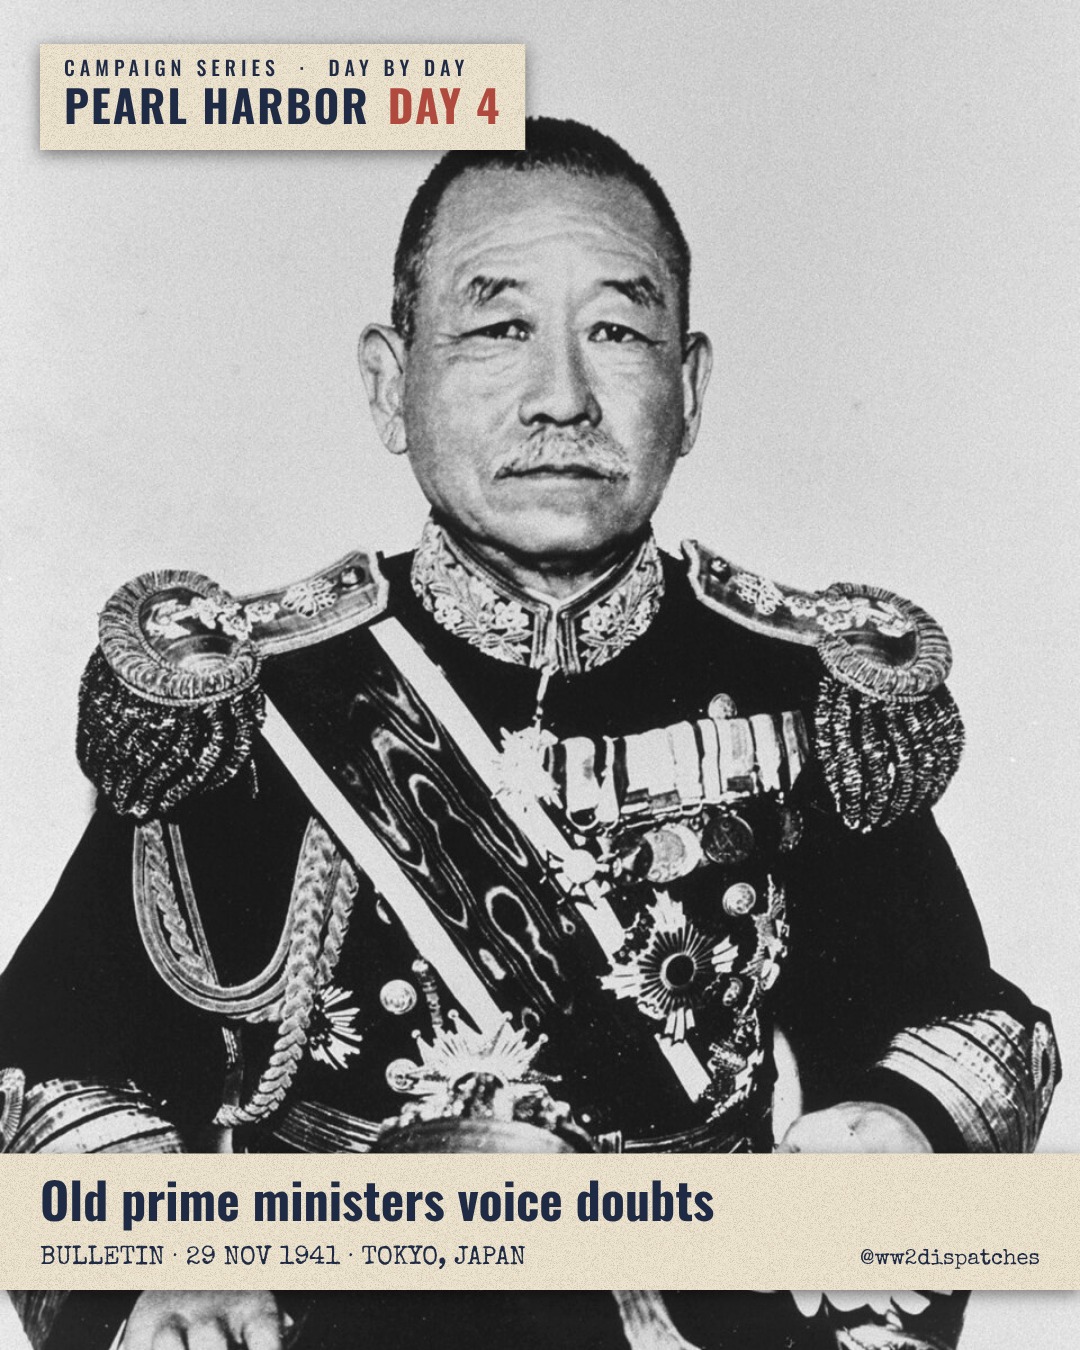 CAMPAIGN SERIES · DAY BY DAY
PEARL HARBOR DAY 4
Old prime ministers voice doubts
BULLETIN · 29 NOV 1941 · TOKYO, JAPAN
@ww2dispatches